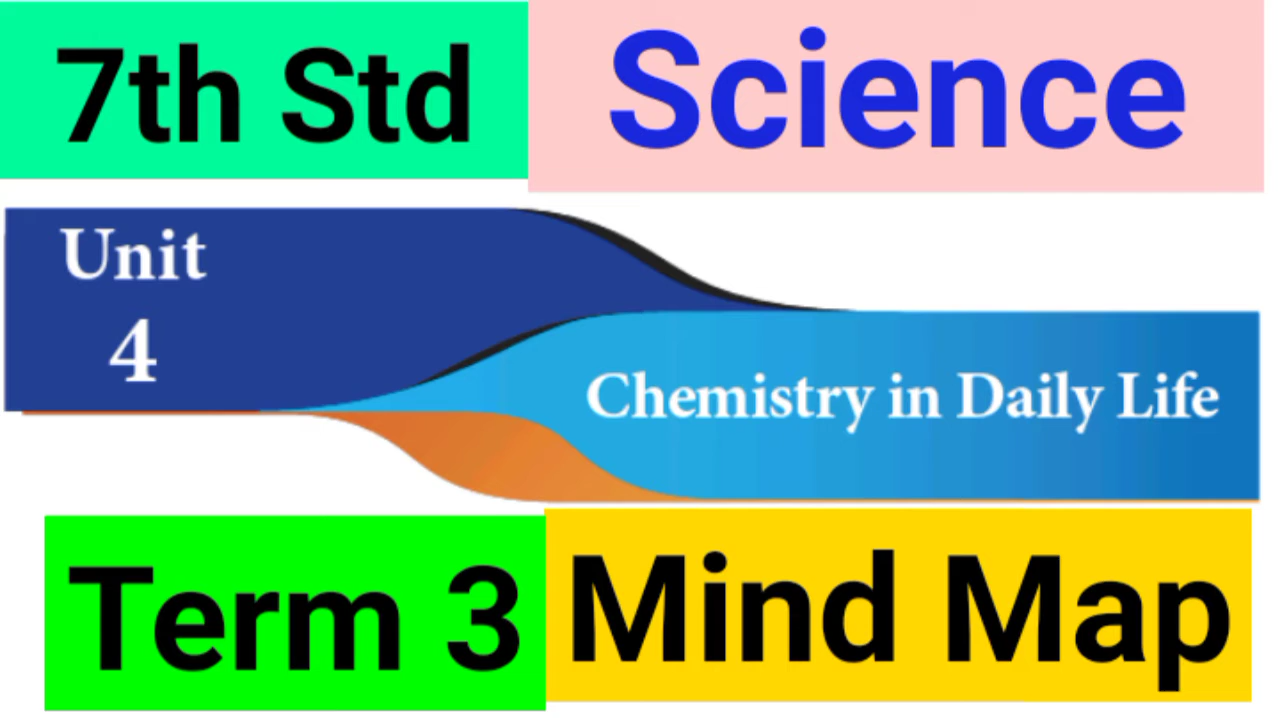 7th Std
Science
Unit
4
Chemistry in Daily Life
Term 3
Mind Map